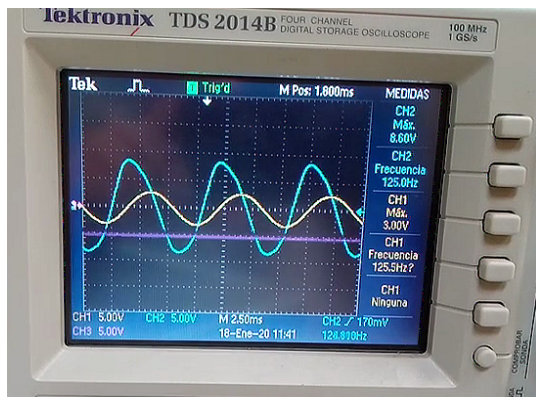 Tektronix TDS 2014B FOUR CHANNEL DIGITAL STORAGE OSCILLOSCOPE
100 MHz
1 GS/s
Tek Trig'd M Pos: 1.800ms MEDIDAS
CH2
Máx.
8.60V
CH2
Frecuencia
125.0Hz
CH1
Máx.
3.00V
CH1
Frecuencia
125.5Hz?
CH1
Ninguna
CH1 5.00V CH2 5.00V M 2.50ms CH2 170mV
CH3 5.00V 18-Ene-20 11:41
COMPROBAR
SONDA